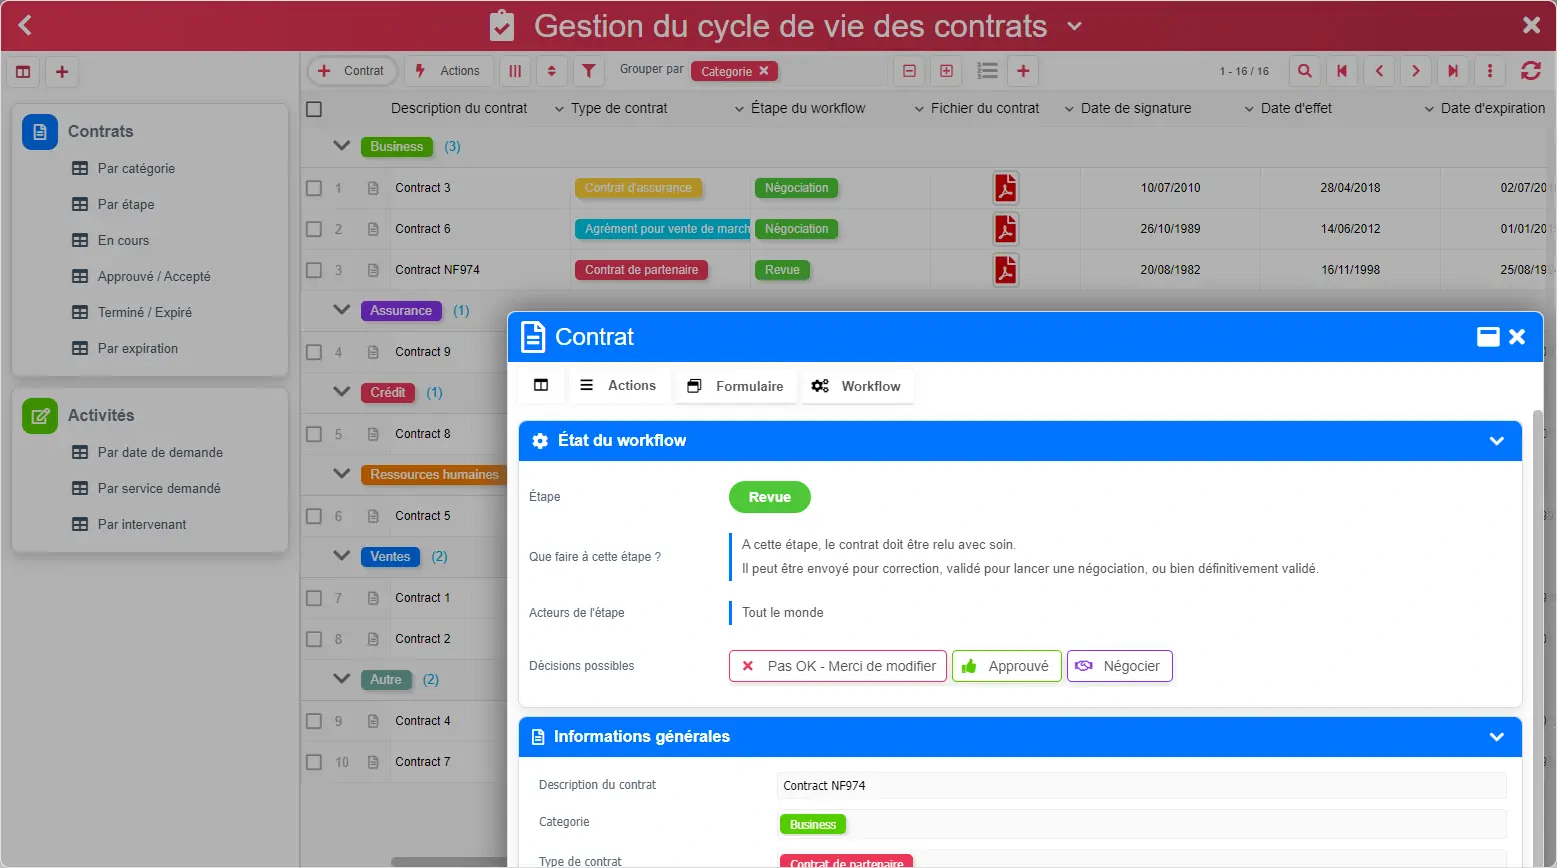 Gestion du cycle de vie des contrats
Contrat
Actions
Grouper par
Categorie
1 - 16 / 16
Contrats
Par catégorie
Par étape
En cours
Approuvé / Accepté
Terminé / Expiré
Par expiration
Activités
Par date de demande
Par service demandé
Par intervenant
Description du contrat
Type de contrat
Étape du workflow
Fichier du contrat
Date de signature
Date d'effet
Date d'expiration
Business (3)
1 Contract 3 Contrat d'assurance Négociation 10/07/2010 28/04/2018 02/07/20
2 Contract 6 Agrément pour vente de march Négociation 26/10/1989 14/06/2012 01/01/20
3 Contract NF974 Contrat de partenaire Revue 20/08/1982 16/11/1998 25/08/19
Assurance (1)
4 Contract 9
Crédit (1)
5 Contract 8
Ressources humaines
6 Contract 5
Ventes (2)
7 Contract 1
8 Contract 2
Autre (2)
9 Contract 4
10 Contract 7
Contrat
Actions
Formulaire
Workflow
État du workflow
Étape
Revue
Que faire à cette étape ?
A cette étape, le contrat doit être relu avec soin.
Il peut être envoyé pour correction, validé pour lancer une négociation, ou bien définitivement validé.
Acteurs de l'étape
Tout le monde
Décisions possibles
Pas OK - Merci de modifier
Approuvé
Négocier
Informations générales
Description du contrat
Contract NF974
Categorie
Business
Type de contrat
Contrat de partenaire